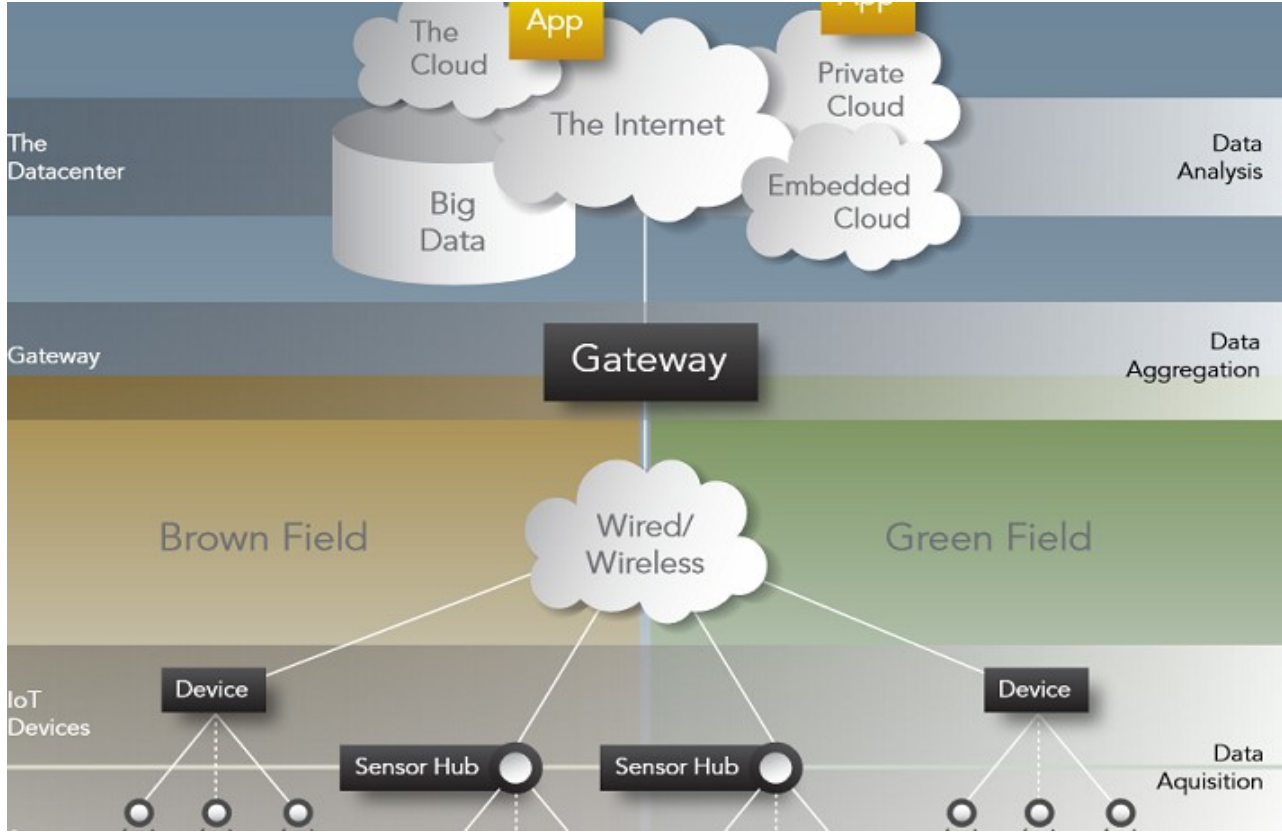 App
App
The
Cloud
Private
Cloud
The Internet
The
Datacenter
Data
Analysis
Embedded
Cloud
Big
Data
Gateway
Gateway
Data
Aggregation
Brown Field
Wired/
Wireless
Green Field
IoT
Devices
Device
Device
Sensor Hub
Sensor Hub
Data
Aquisition